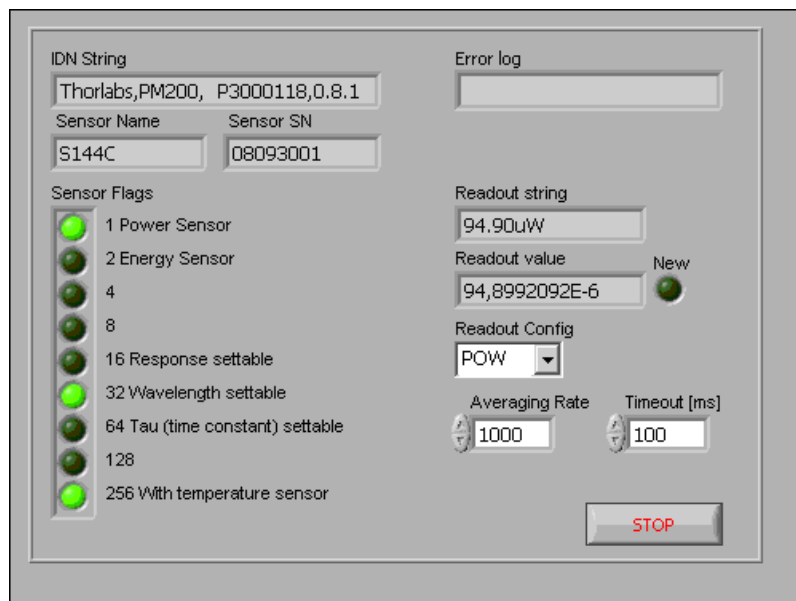 IDN String
Thorlabs,PM200, P3000118,0.8.1
Sensor Name
Sensor SN
S144C
08093001
Sensor Flags
1 Power Sensor
2 Energy Sensor
4
8
16 Response settable
32 Wavelength settable
64 Tau (time constant) settable
128
256 With temperature sensor
Error log
Readout string
94.90uW
Readout value
New
94,8992092E-6
Readout Config
POW
Averaging Rate
Timeout [ms]
1000
100
STOP